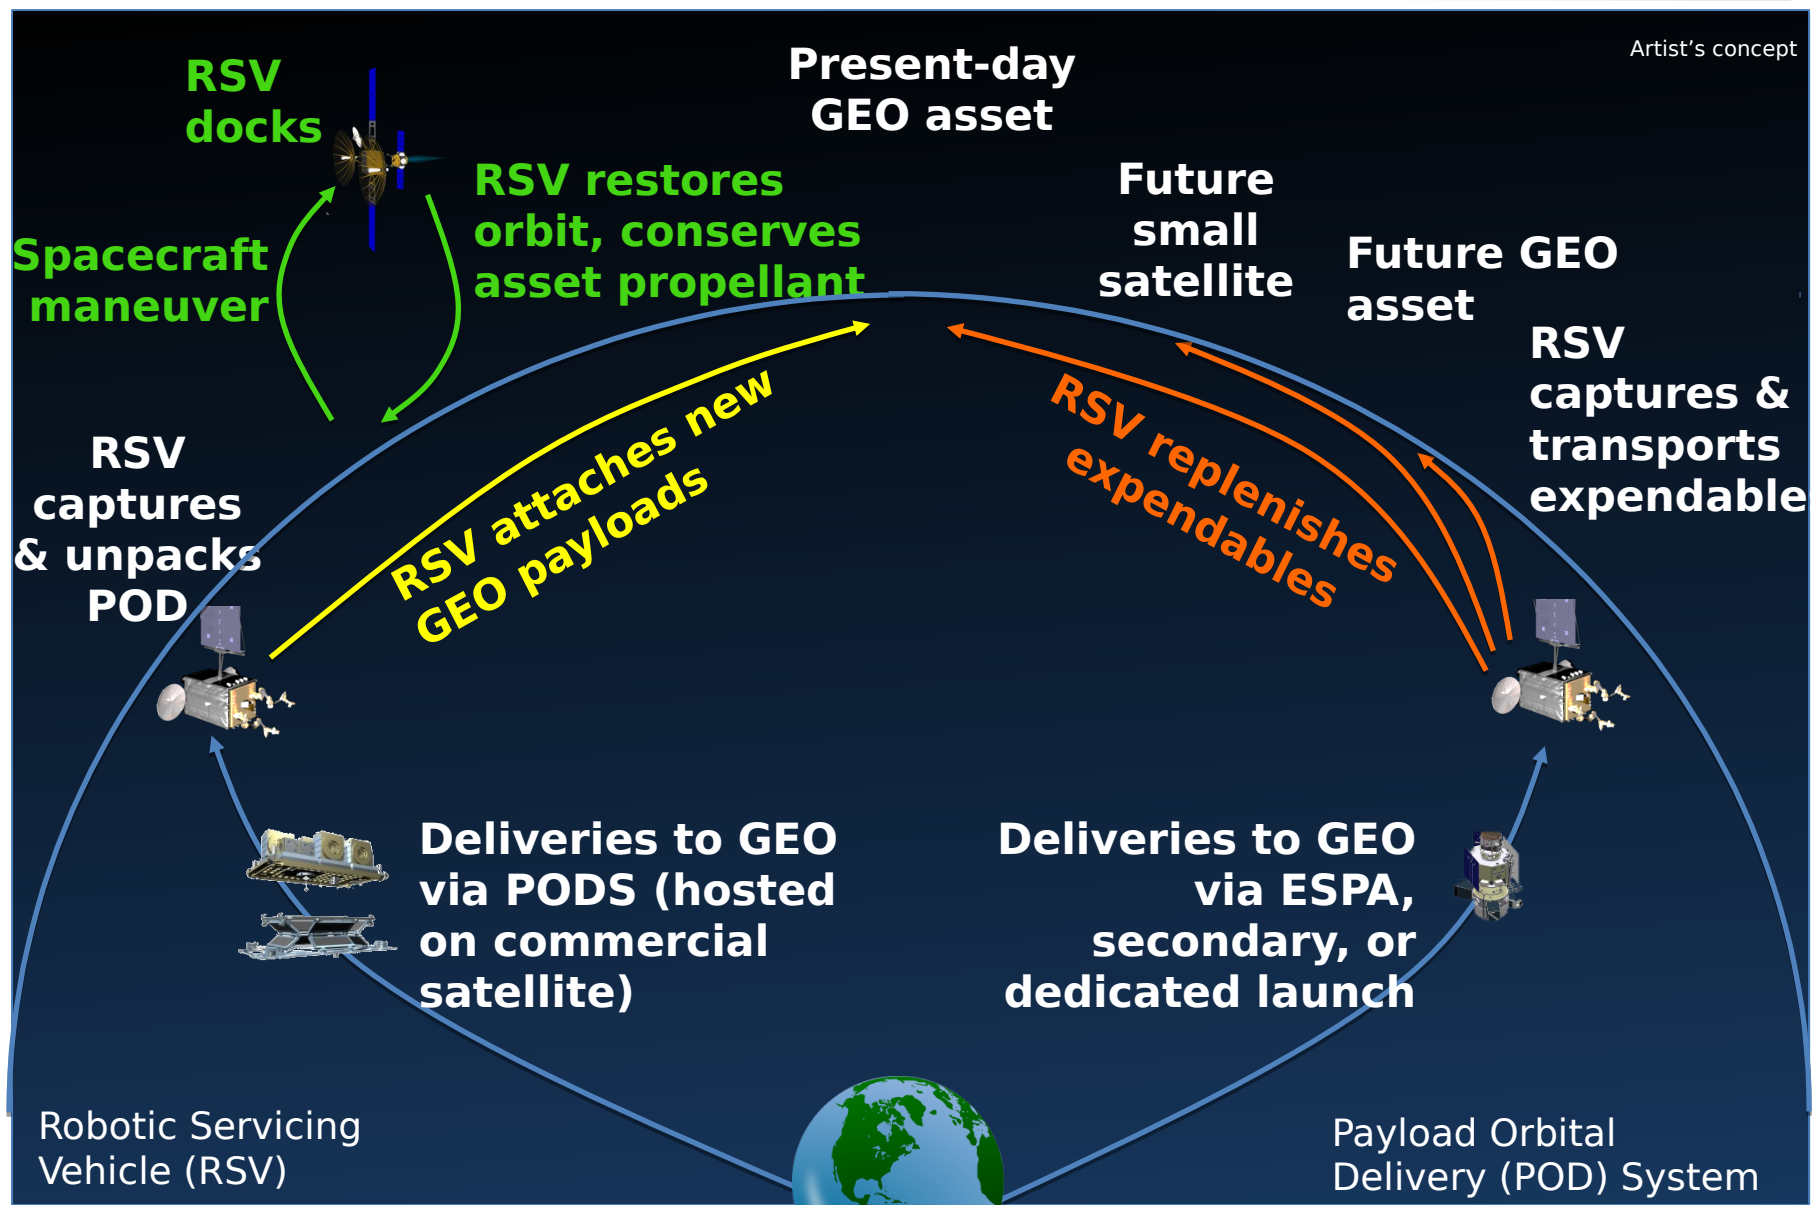 Artist’s concept
RSV
docks
Present-day
GEO asset
RSV restores
orbit, conserves
asset propellant
Spacecraft
maneuver
Future
small
satellite
Future GEO
asset
RSV
captures &
transports
expendable
RSV
captures
& unpacks
POD
RSV attaches new
GEO payloads
RSV replenishes
expendables
Deliveries to GEO
via PODS (hosted
on commercial
satellite)
Deliveries to GEO
via ESPA,
secondary, or
dedicated launch
Robotic Servicing
Vehicle (RSV)
Payload Orbital
Delivery (POD) System